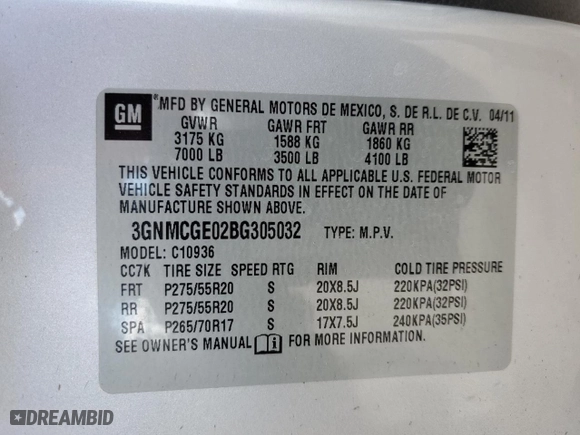 GM
®MFD BY GENERAL MOTORS DE MEXICO, S. DE R.L. DE C.V. 04/11
GVWR GAWR FRT GAWR RR
3175 KG 1588 KG 1860 KG
7000 LB 3500 LB 4100 LB
THIS VEHICLE CONFORMS TO ALL APPLICABLE U.S. FEDERAL MOTOR
VEHICLE SAFETY STANDARDS IN EFFECT ON THE DATE OF
MANUFACTURE SHOWN ABOVE.
3GNMCGE02BG305032 TYPE: M.P.V.
MODEL: C10936
CC7K TIRE SIZE SPEED RTG RIM COLD TIRE PRESSURE
FRT P275/55R20 S 20X8.5J 220KPA(32PSI)
RR P275/55R20 S 20X8.5J 220KPA(32PSI)
SPA P265/70R17 S 17X7.5J 240KPA(35PSI)
SEE OWNER'S MANUAL FOR MORE INFORMATION.
DREAMBID